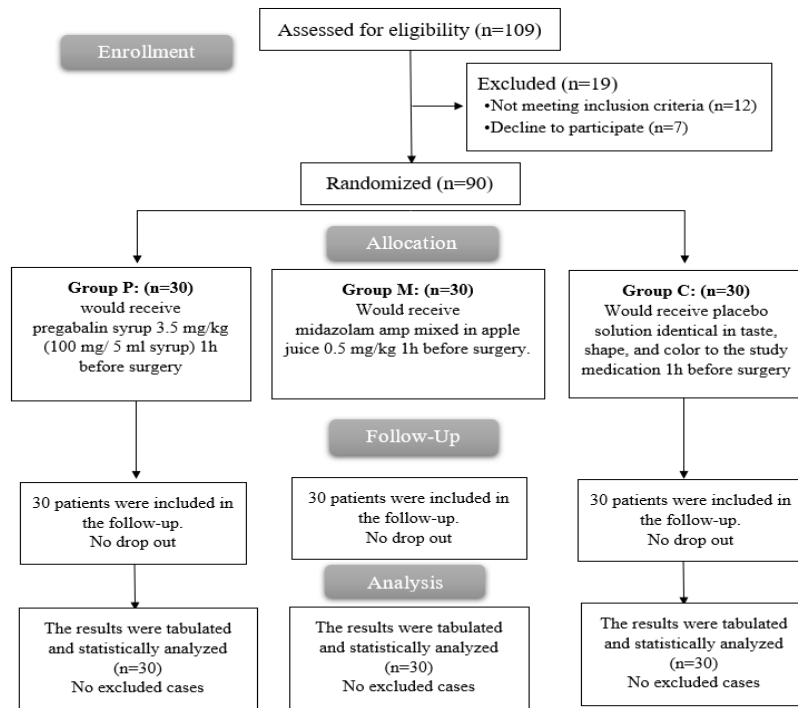 Assessed for eligibility (n=109)
Enrollment
Excluded (n=19)
•Not meeting inclusion criteria (n=12)
•Decline to participate (n=7)
Randomized (n=90)
Allocation
Group P: (n=30)
would receive
pregabalin syrup 3.5 mg/kg
(100 mg/ 5 ml syrup) 1h
before surgery
Group M: (n=30)
Would receive
midazolam amp mixed in apple
juice 0.5 mg/kg 1h before surgery.
Group C: (n=30)
Would receive placebo
solution identical in taste,
shape, and color to the study
medication 1h before surgery
Follow-Up
30 patients were included in
the follow-up.
No drop out
30 patients were included in
the follow-up.
No drop out
30 patients were included in
the follow-up.
No drop out
Analysis
The results were tabulated
and statistically analyzed
(n=30)
No excluded cases
The results were tabulated
and statistically analyzed
(n=30)
No excluded cases
The results were tabulated
and statistically analyzed
(n=30)
No excluded cases